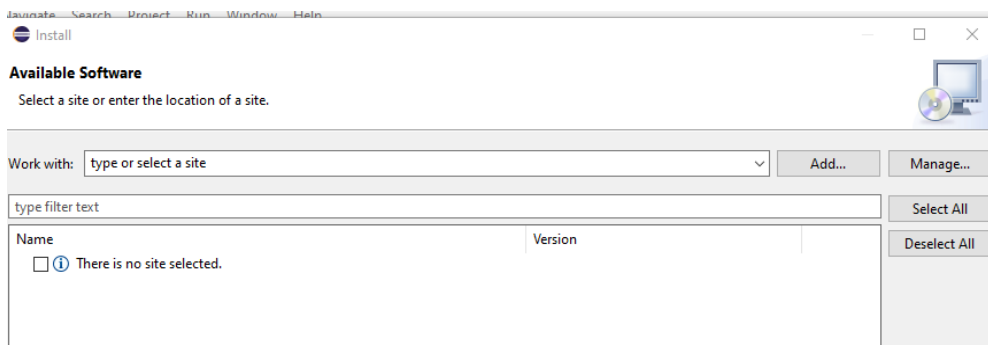 Navigate Search Project Run Window Help
Install
Available Software
Select a site or enter the location of a site.
Work with: type or select a site Add... Manage...
type filter text Select All
Name Version Deselect All
There is no site selected.